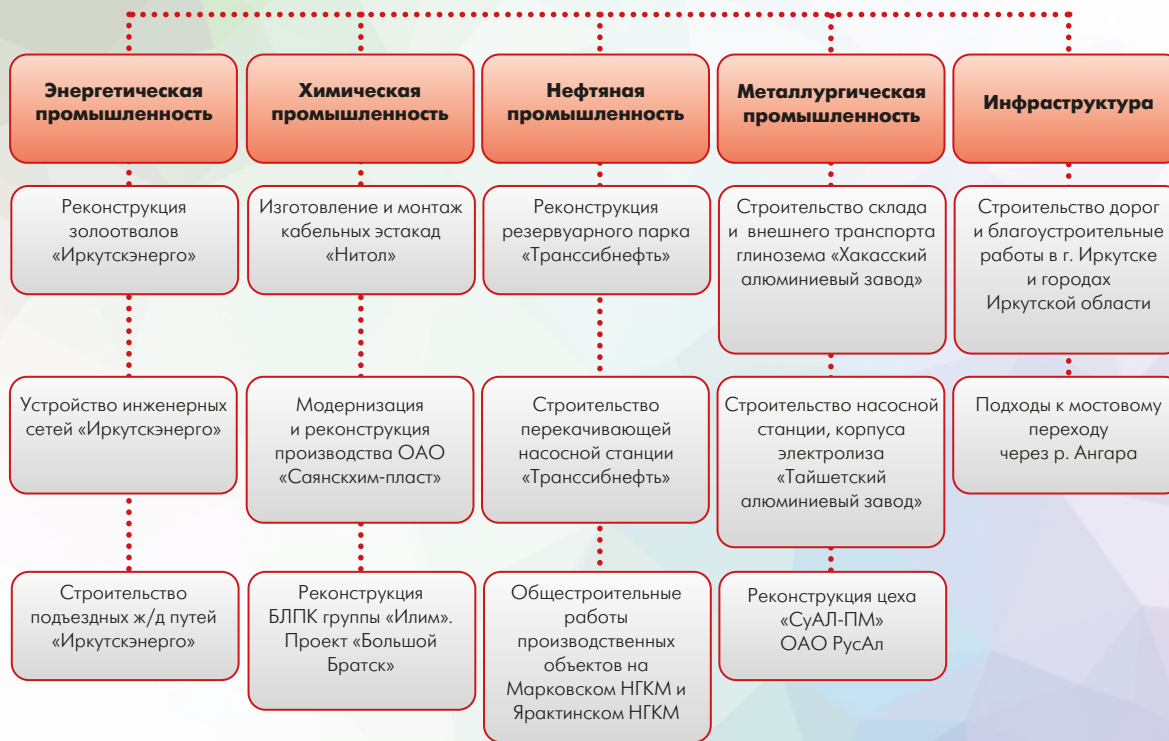 Энергетическая
промышленность
Реконструкция
золоотвалов
«Иркутскэнерго»
Устройство инженерных
сетей «Иркутскэнерго»
Строительство
подъездных ж/д путей
«Иркутскэнерго»
Химическая
промышленность
Изготовление и монтаж
кабельных эстакад
«Нитол»
Модернизация
и реконструкция
производства ОАО
«Саянскхим-пласт»
Реконструкция
БЛПК группы «Илим».
Проект «Большой
Братск»
Нефтяная
промышленность
Реконструкция
резервуарного парка
«Транссибнефть»
Строительство
перекачивающей
насосной станции
«Транссибнефть»
Общестроительные
работы
производственных
объектов на
Марковском НГКМ и
Ярактинском НГКМ
Металлургическая
промышленность
Строительство склада
и внешнего транспорта
глинозема «Хакасский
алюминиевый завод»
Строительство насосной
станции, корпуса
электролиза
«Тайшетский
алюминиевый завод»
Реконструкция цеха
«СуАЛ-ПМ»
ОАО РусАл
Инфраструктура
Строительство дорог
и благоустроительные
работы в г. Иркутске
и городах
Иркутской области
Подходы к мостовому
переходу
через р. Ангара